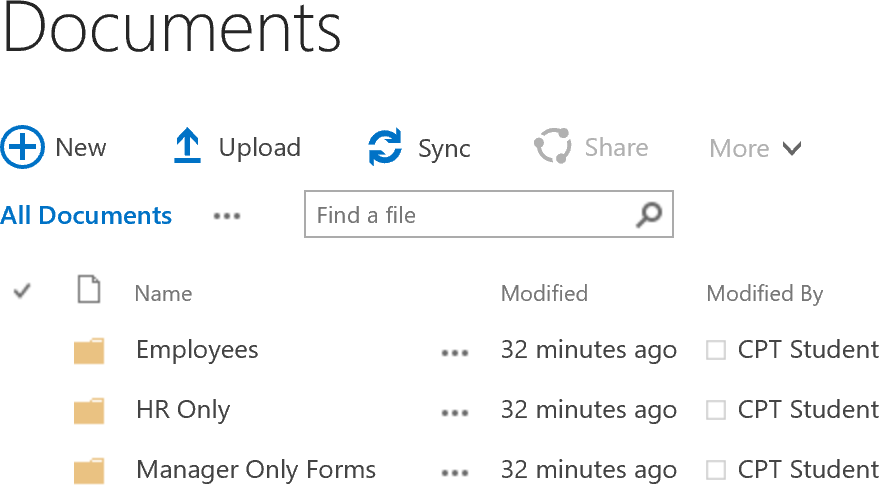 Documents
New Upload Sync Share More
All Documents ... Find a file
Name Modified Modified By
Employees ... 32 minutes ago CPT Student
HR Only ... 32 minutes ago CPT Student
Manager Only Forms ... 32 minutes ago CPT Student